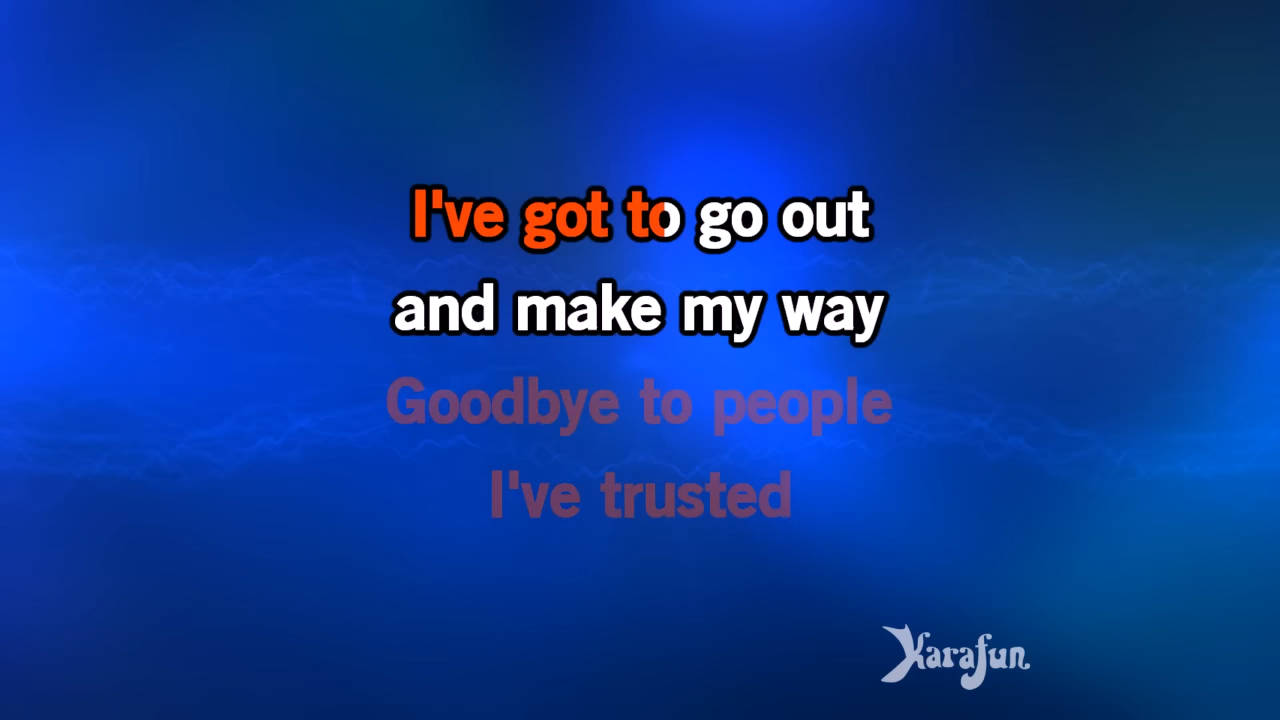 I've got to go out
and make my way
Goodbye to people
I've trusted
Karafun